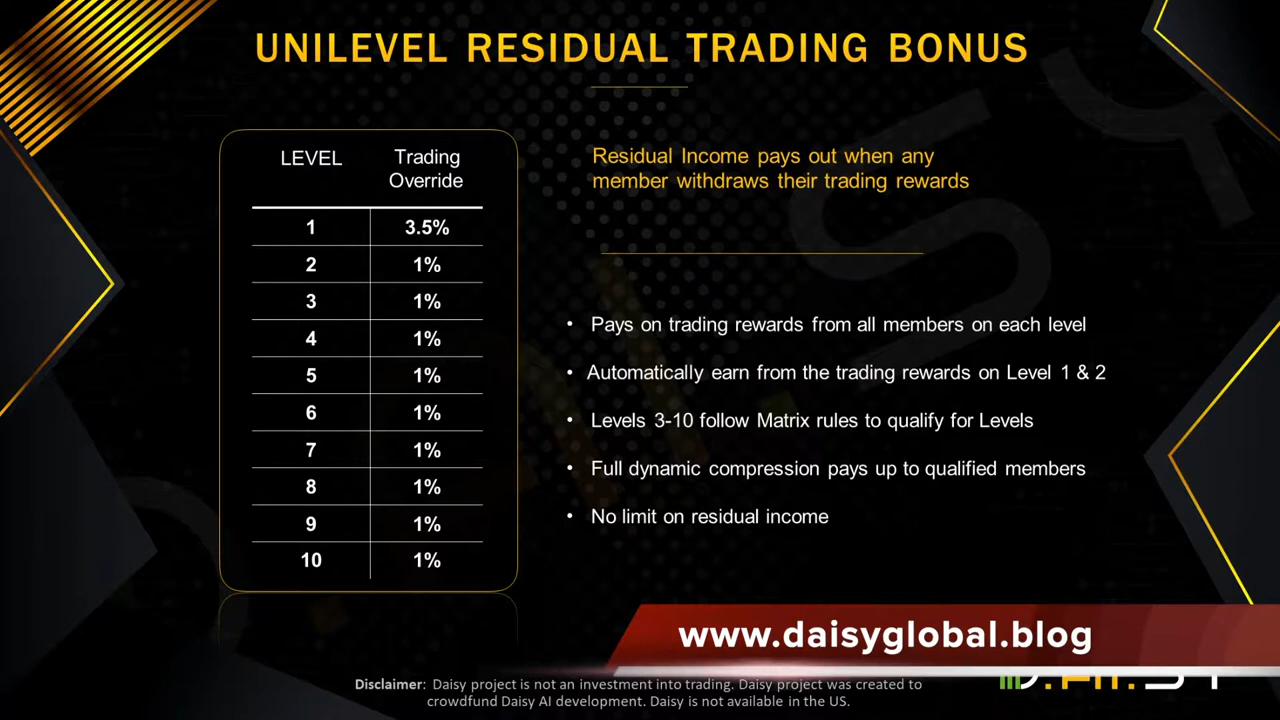 UNILEVEL RESIDUAL TRADING BONUS
LEVEL Trading
Override
1 3.5%
2 1%
3 1%
4 1%
5 1%
6 1%
7 1%
8 1%
9 1%
10 1%
Residual Income pays out when any
member withdraws their trading rewards
• Pays on trading rewards from all members on each level
• Automatically earn from the trading rewards on Level 1 & 2
• Levels 3-10 follow Matrix rules to qualify for Levels
• Full dynamic compression pays up to qualified members
• No limit on residual income
www.daisyglobal.blog
Disclaimer: Daisy project is not an investment into trading. Daisy project was created to
crowdfund Daisy AI development. Daisy is not available in the US.